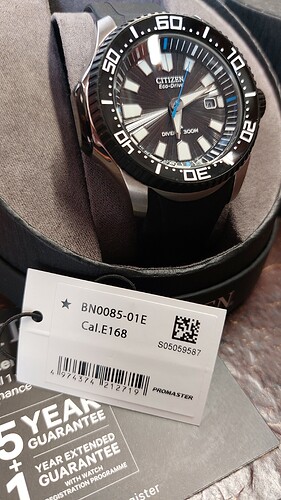 60
50
10
CITIZEN
Eco-Drive
DIVER'S 300M
20
30
★ BN0085-01E
Cal.E168
S05059587
4 974374 212719
PROMASTER
5 YEAR
GUARANTEE
+
1 YEAR EXTENDED
GUARANTEE
WITH WATCH
REGISTRATION PROGRAMME